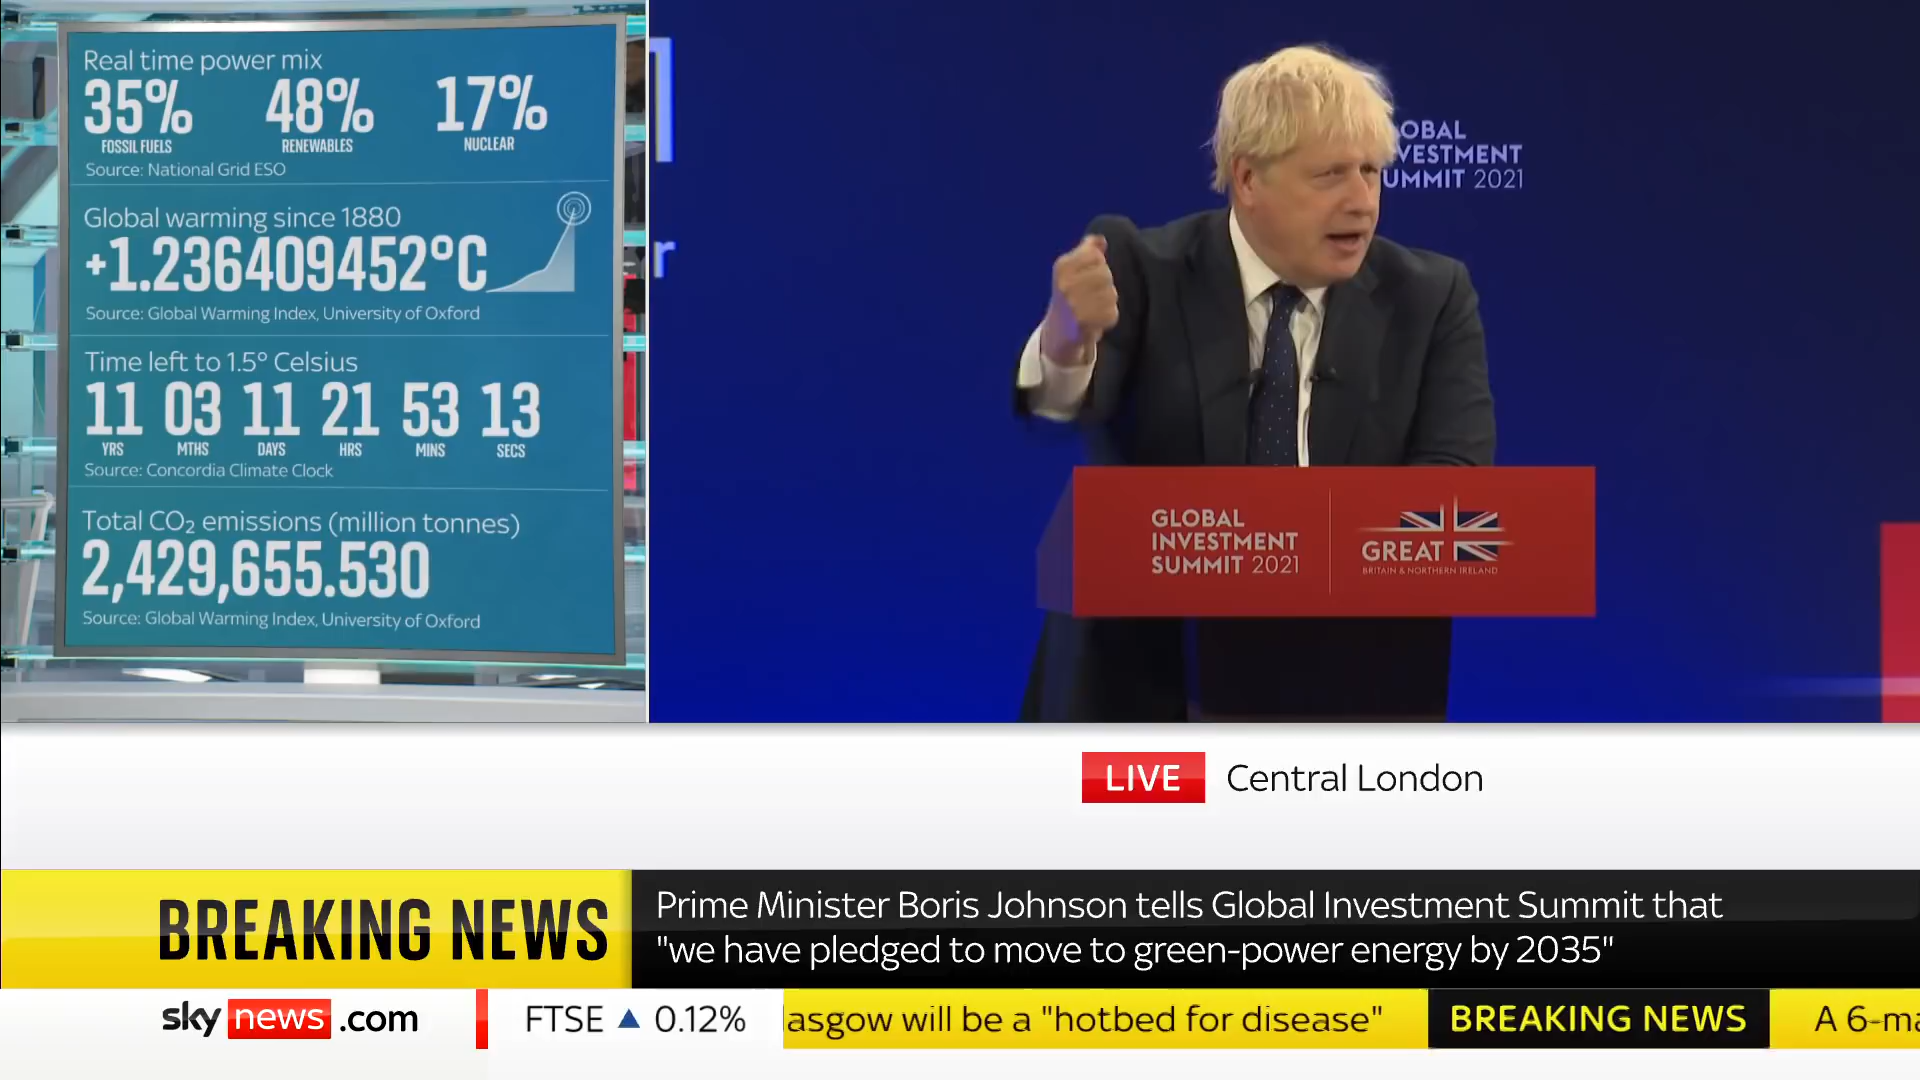 Real time power mix
35% 48% 17%
FOSSIL FUELS RENEWABLES NUCLEAR
Source: National Grid ESO
Global warming since 1880
+1.236409452°C
Source: Global Warming Index, University of Oxford
Time left to 1.5° Celsius
11 03 11 21 53 13
YRS MTHS DAYS HRS MINS SECS
Source: Concordia Climate Clock
Total CO₂ emissions (million tonnes)
2,429,655.530
Source: Global Warming Index, University of Oxford
r
OBAL
VESTMENT
UMMIT 2021
GLOBAL
INVESTMENT
SUMMIT 2021
GREAT
BRITAIN & NORTHERN IRELAND
LIVE Central London
BREAKING NEWS
Prime Minister Boris Johnson tells Global Investment Summit that
"we have pledged to move to green-power energy by 2035"
sky news .com
FTSE ▲ 0.12%
asgow will be a "hotbed for disease" BREAKING NEWS A 6-ma